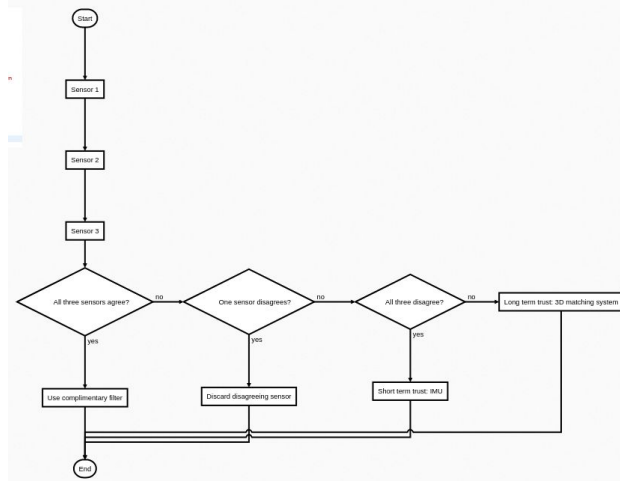 Start
Sensor 1
Sensor 2
Sensor 3
All three sensors agree?
no
One sensor disagrees?
no
All three disagree?
no
Long term trust: 3D matching system
yes
yes
yes
Use complimentary filter
Discard disagreeing sensor
Short term trust: IMU
End